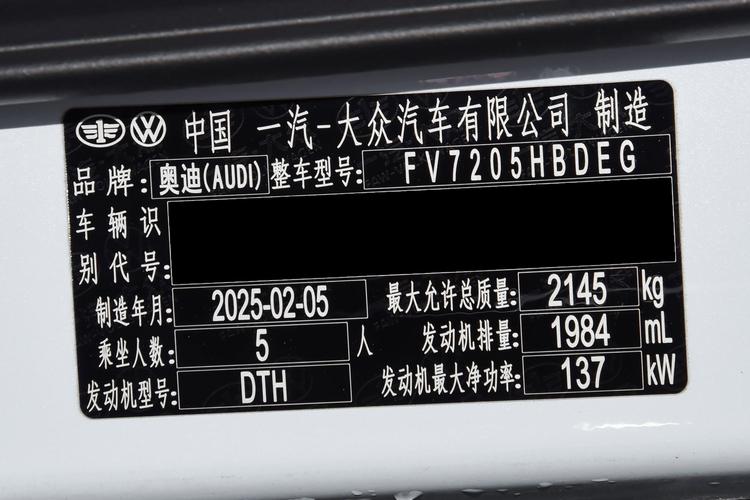 中国 一汽-大众汽车有限公司 制造
品牌:奥迪(AUDI) 整车型号:FV7205HBDEG
车辆识
别代号:
制造年月:2025-02-05 最大允许总质量:2145 kg
乘坐人数:5 人 发动机排量:1984 mL
发动机型号:DTH 发动机最大净功率:137 kW